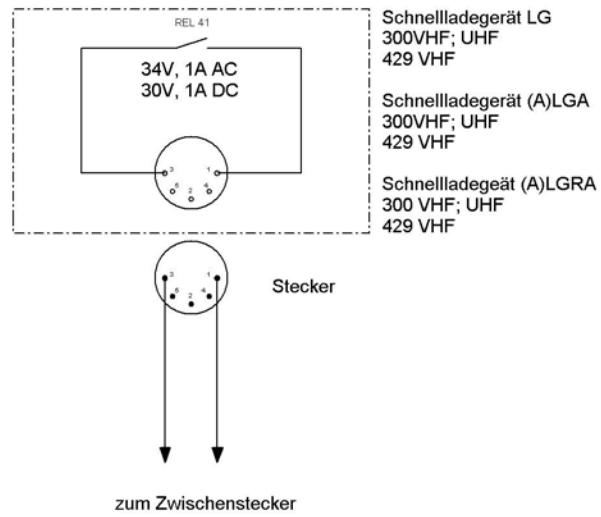 REL 41
34V, 1A AC
30V, 1A DC
3 1
5 2 4
Schnellladegerät LG
300VHF; UHF
429 VHF
Schnellladegerät (A)LGA
300VHF; UHF
429 VHF
Schnellladegeät (A)LGRA
300 VHF; UHF
429 VHF
3 1
5 2 4
Stecker
zum Zwischenstecker